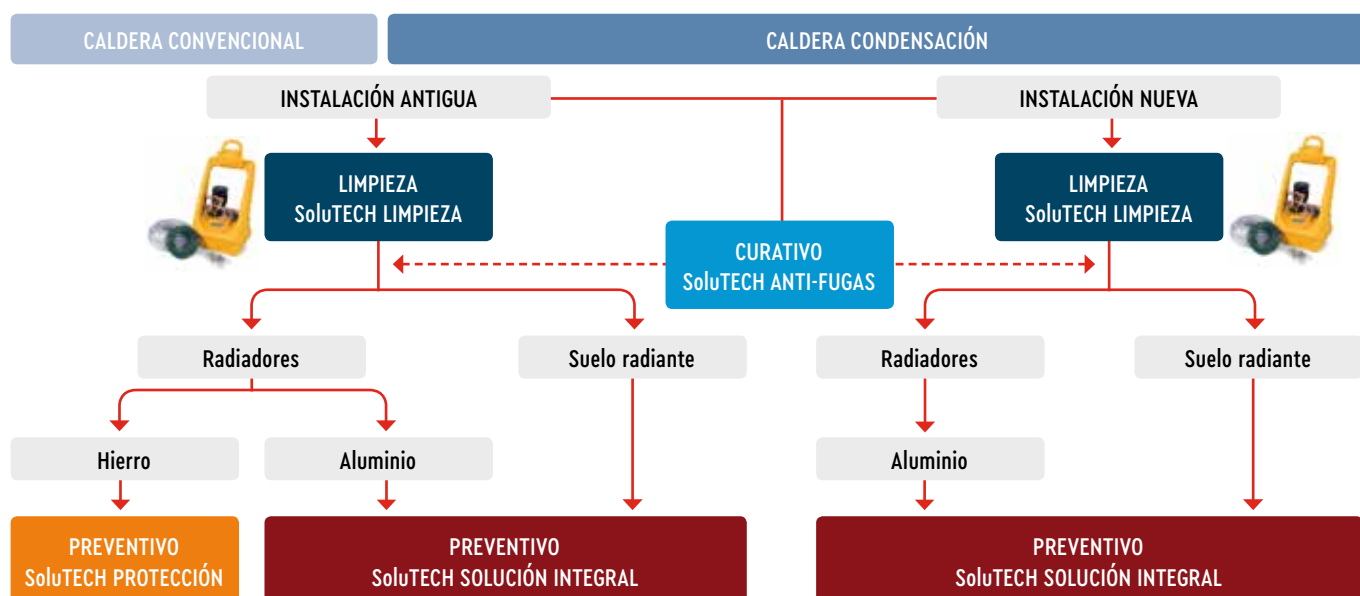 CALDERA CONVENCIONAL
CALDERA CONDENSACIÓN
INSTALACIÓN ANTIGUA
INSTALACIÓN NUEVA
LIMPIEZA
SoluTECH LIMPIEZA
LIMPIEZA
SoluTECH LIMPIEZA
CURATIVO
SoluTECH ANTI-FUGAS
Radiadores
Suelo radiante
Radiadores
Suelo radiante
Hierro
Aluminio
Aluminio
PREVENTIVO
SoluTECH PROTECCIÓN
PREVENTIVO
SoluTECH SOLUCIÓN INTEGRAL
PREVENTIVO
SoluTECH SOLUCIÓN INTEGRAL